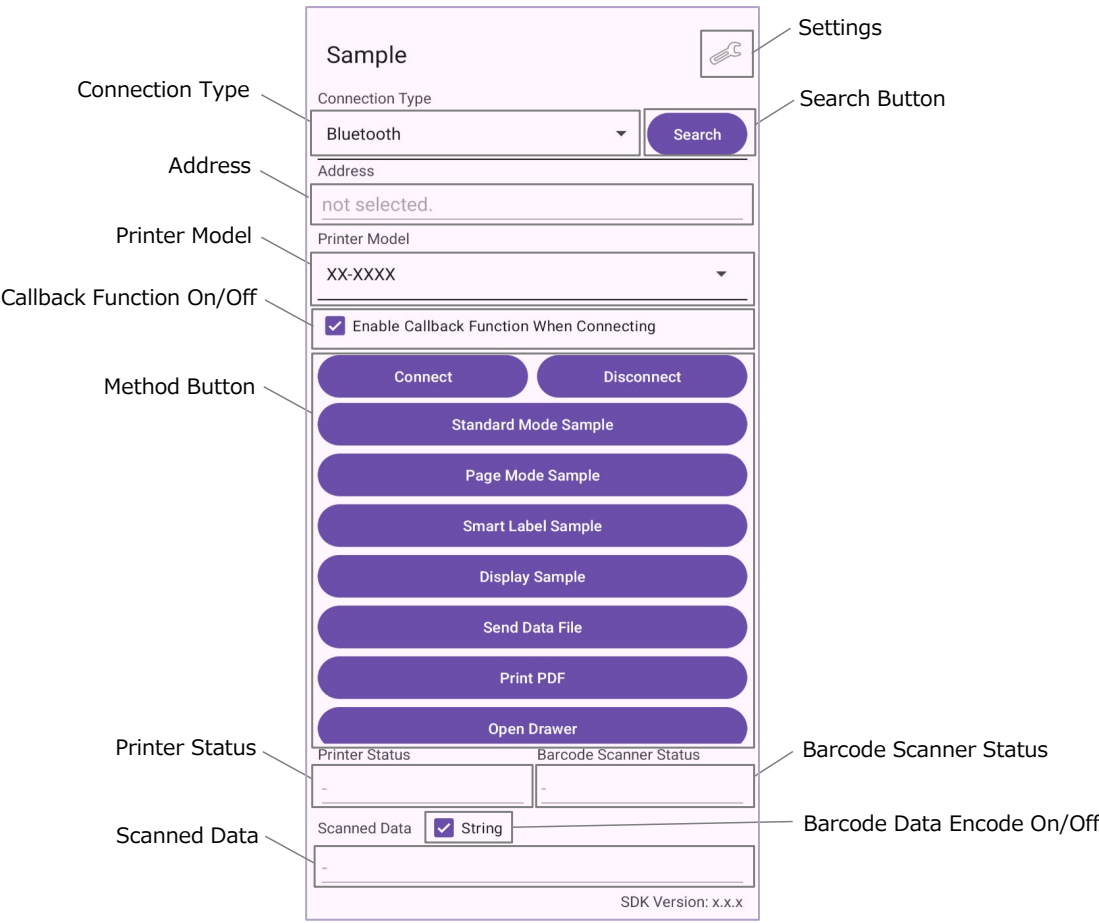 Settings
Sample
Connection Type
Connection Type
Search Button
Bluetooth
Search
Address
Address
not selected.
Printer Model
Printer Model
XX-XXXX
Callback Function On/Off
Enable Callback Function When Connecting
Method Button
Connect
Disconnect
Standard Mode Sample
Page Mode Sample
Smart Label Sample
Display Sample
Send Data File
Print PDF
Open Drawer
Printer Status
Printer Status
Barcode Scanner Status
Barcode Scanner Status
-
-
Scanned Data
String
Barcode Data Encode On/Off
Scanned Data
-
SDK Version: x.x.x